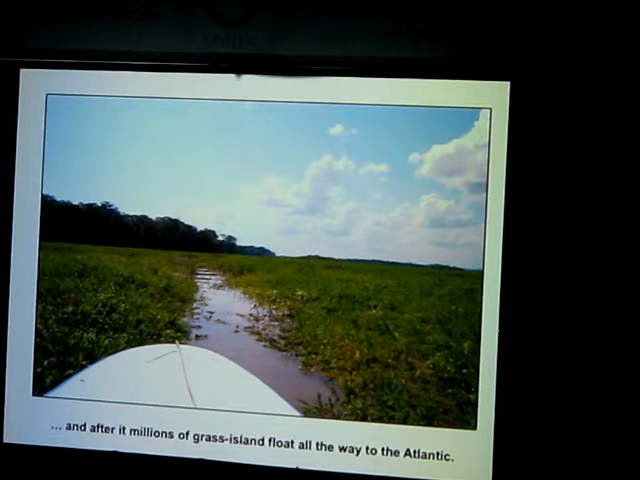 ... and after it millions of grass-island float all the way to the Atlantic.